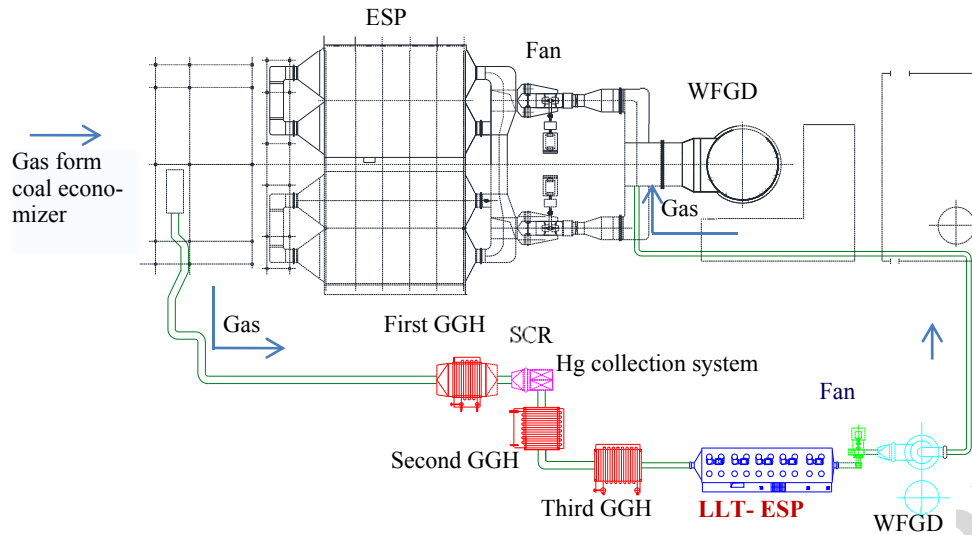 ESP
Fan
WFGD
Gas form
coal econo-
mizer
Gas
Gas
First GGH
SCR
Hg collection system
Fan
Second GGH
Third GGH
LLT- ESP
WFGD